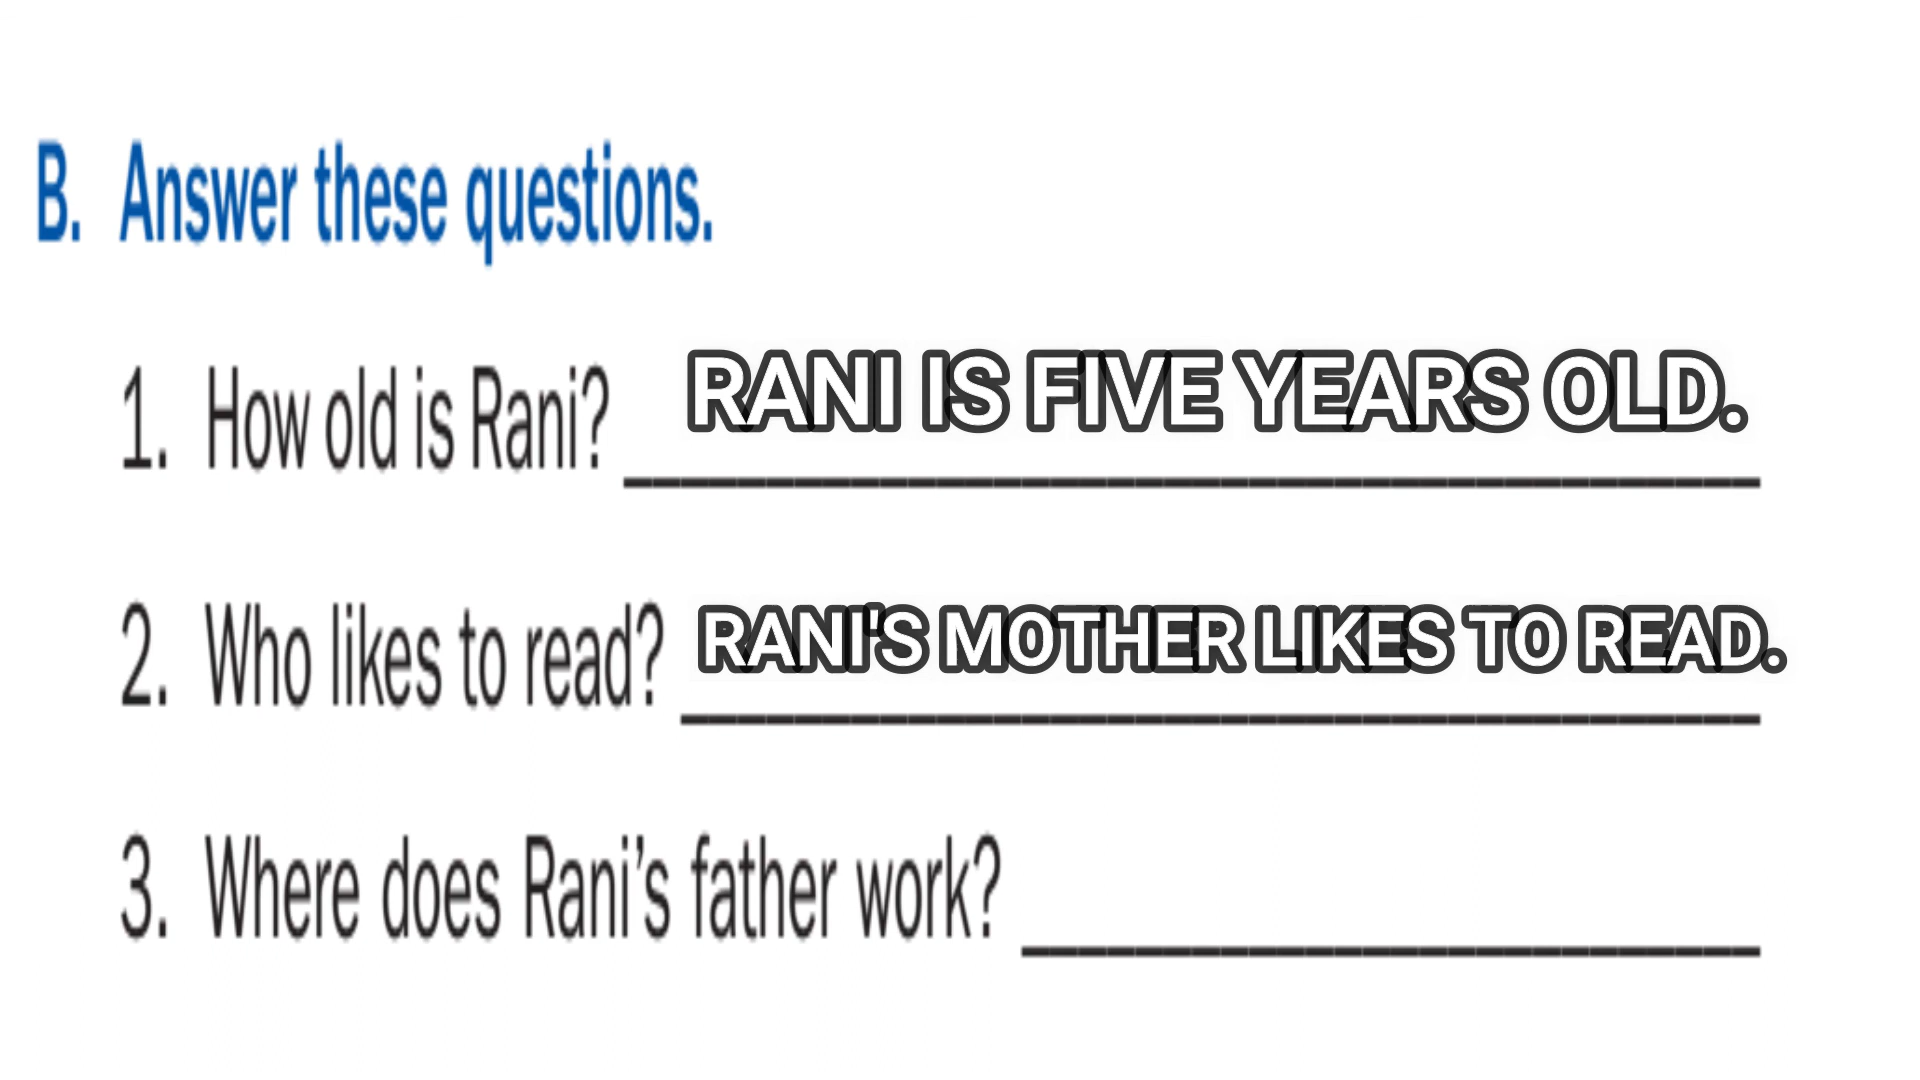 B. Answer these questions.
1. How old is Rani? RANI IS FIVE YEARS OLD.
2. Who likes to read? RANI'S MOTHER LIKES TO READ.
3. Where does Rani’s father work?